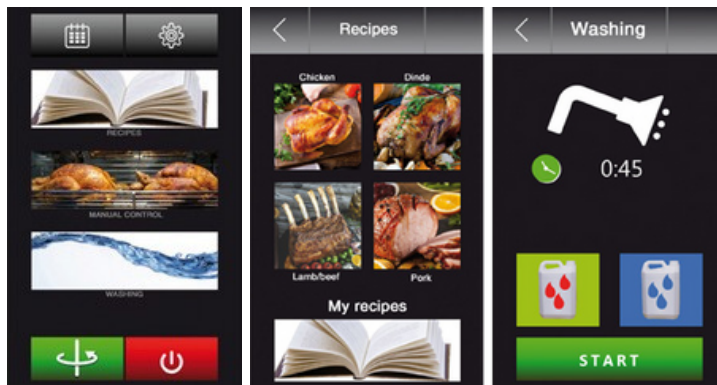 RECIPES
MANUAL CONTROL
WASHING
Recipes
Chicken
Dinde
Lamb/beef
Pork
My recipes
Washing
0:45
START